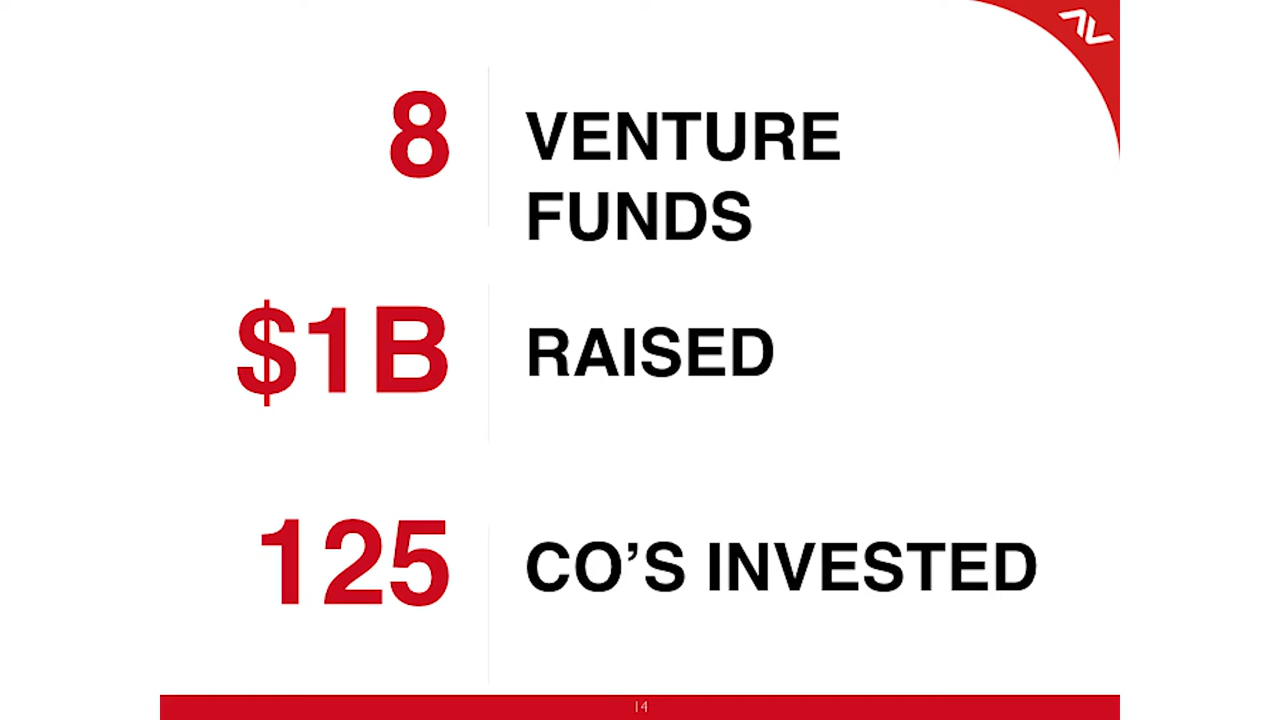 8 VENTURE
FUNDS
$1B RAISED
125 CO’S INVESTED
14